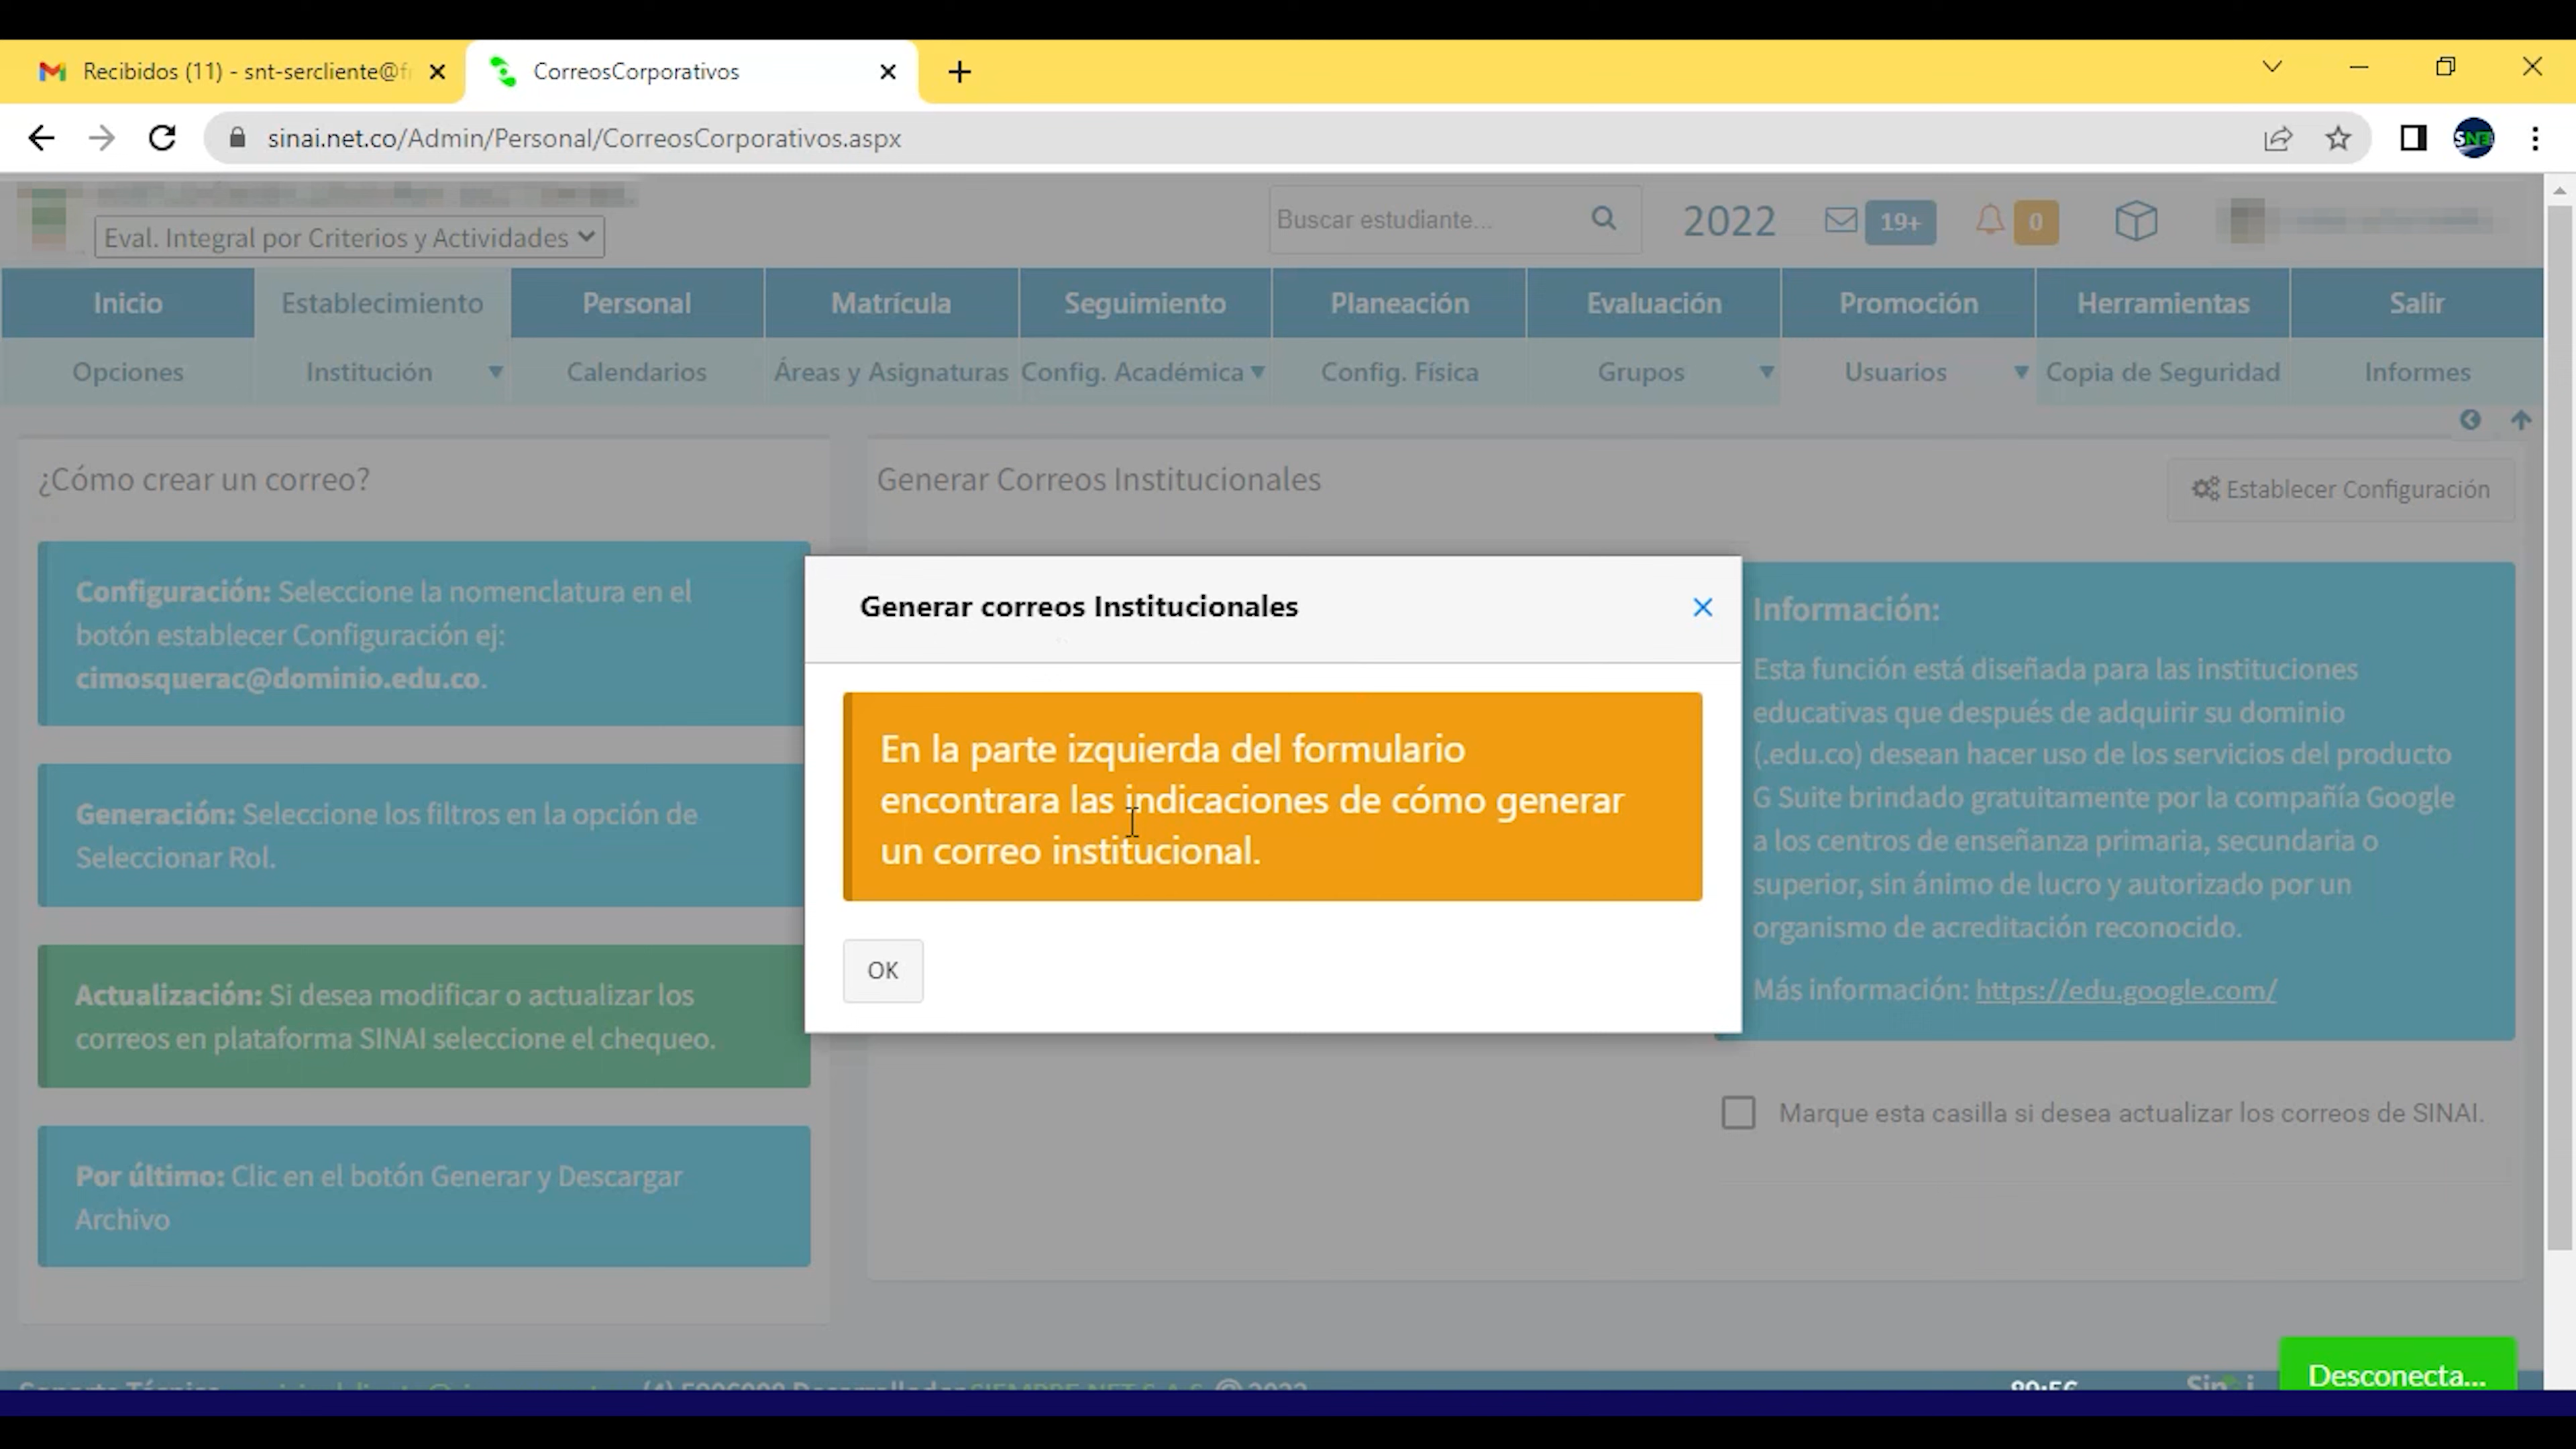 Recibidos (11) - snt-sercliente@f
CorreosCorporativos
sinai.net.co/Admin/Personal/CorreosCorporativos.aspx
Eval. Integral por Criterios y Actividades
Buscar estudiante...
2022
19+
0
Inicio
Establecimiento
Personal
Matrícula
Seguimiento
Planeación
Evaluación
Promoción
Herramientas
Salir
Opciones
Institución
Calendarios
Áreas y Asignaturas
Config. Académica
Config. Física
Grupos
Usuarios
Copia de Seguridad
Informes
¿Cómo crear un correo?
Configuración: Seleccione la nomenclatura en el
botón establecer Configuración ej:
cimosquerac@dominio.edu.co.
Generación: Seleccione los filtros en la opción de
Seleccionar Rol.
Actualización: Si desea modificar o actualizar los
correos en plataforma SINAI seleccione el chequeo.
Por último: Clic en el botón Generar y Descargar
Archivo
Generar Correos Institucionales
Establecer Configuración
Generar correos Institucionales
En la parte izquierda del formulario
encontrara las indicaciones de cómo generar
un correo institucional.
OK
Información:
Esta función está diseñada para las instituciones
educativas que después de adquirir su dominio
(.edu.co) desean hacer uso de los servicios del producto
G Suite brindado gratuitamente por la compañía Google
a los centros de enseñanza primaria, secundaria o
superior, sin ánimo de lucro y autorizado por un
organismo de acreditación reconocido.
Más información: https://edu.google.com/
Marque esta casilla si desea actualizar los correos de SINAI.
Desconecta...